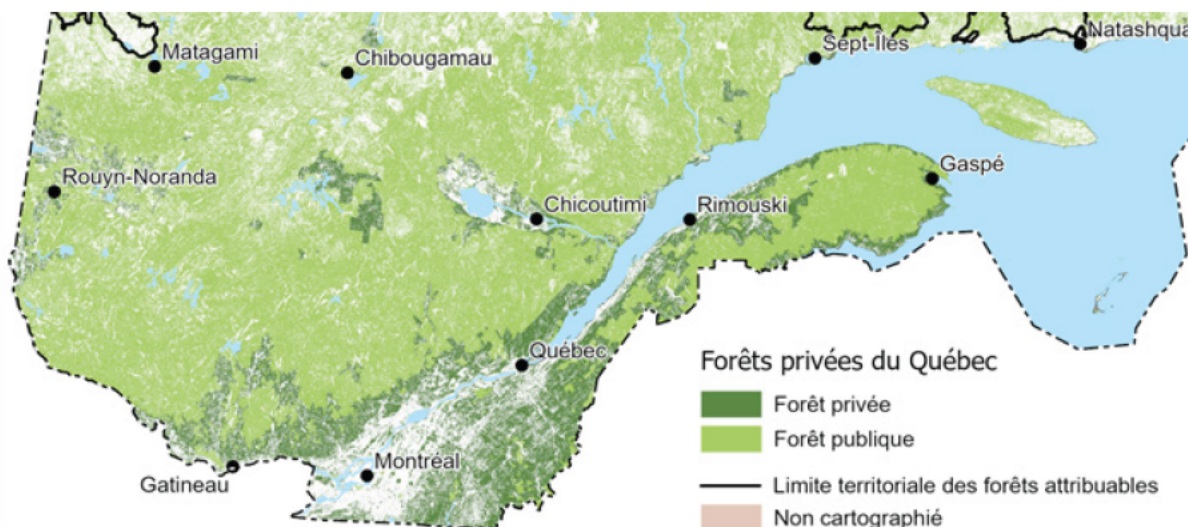 Natashqua
Sept-Îles
Matagami
Chibougamau
Gaspé
Rouyn-Noranda
Chicoutimi
Rimouski
Québec
Montréal
Gatineau
Forêts privées du Québec
Forêt privée
Forêt publique
Limite territoriale des forêts attribuables
Non cartographié